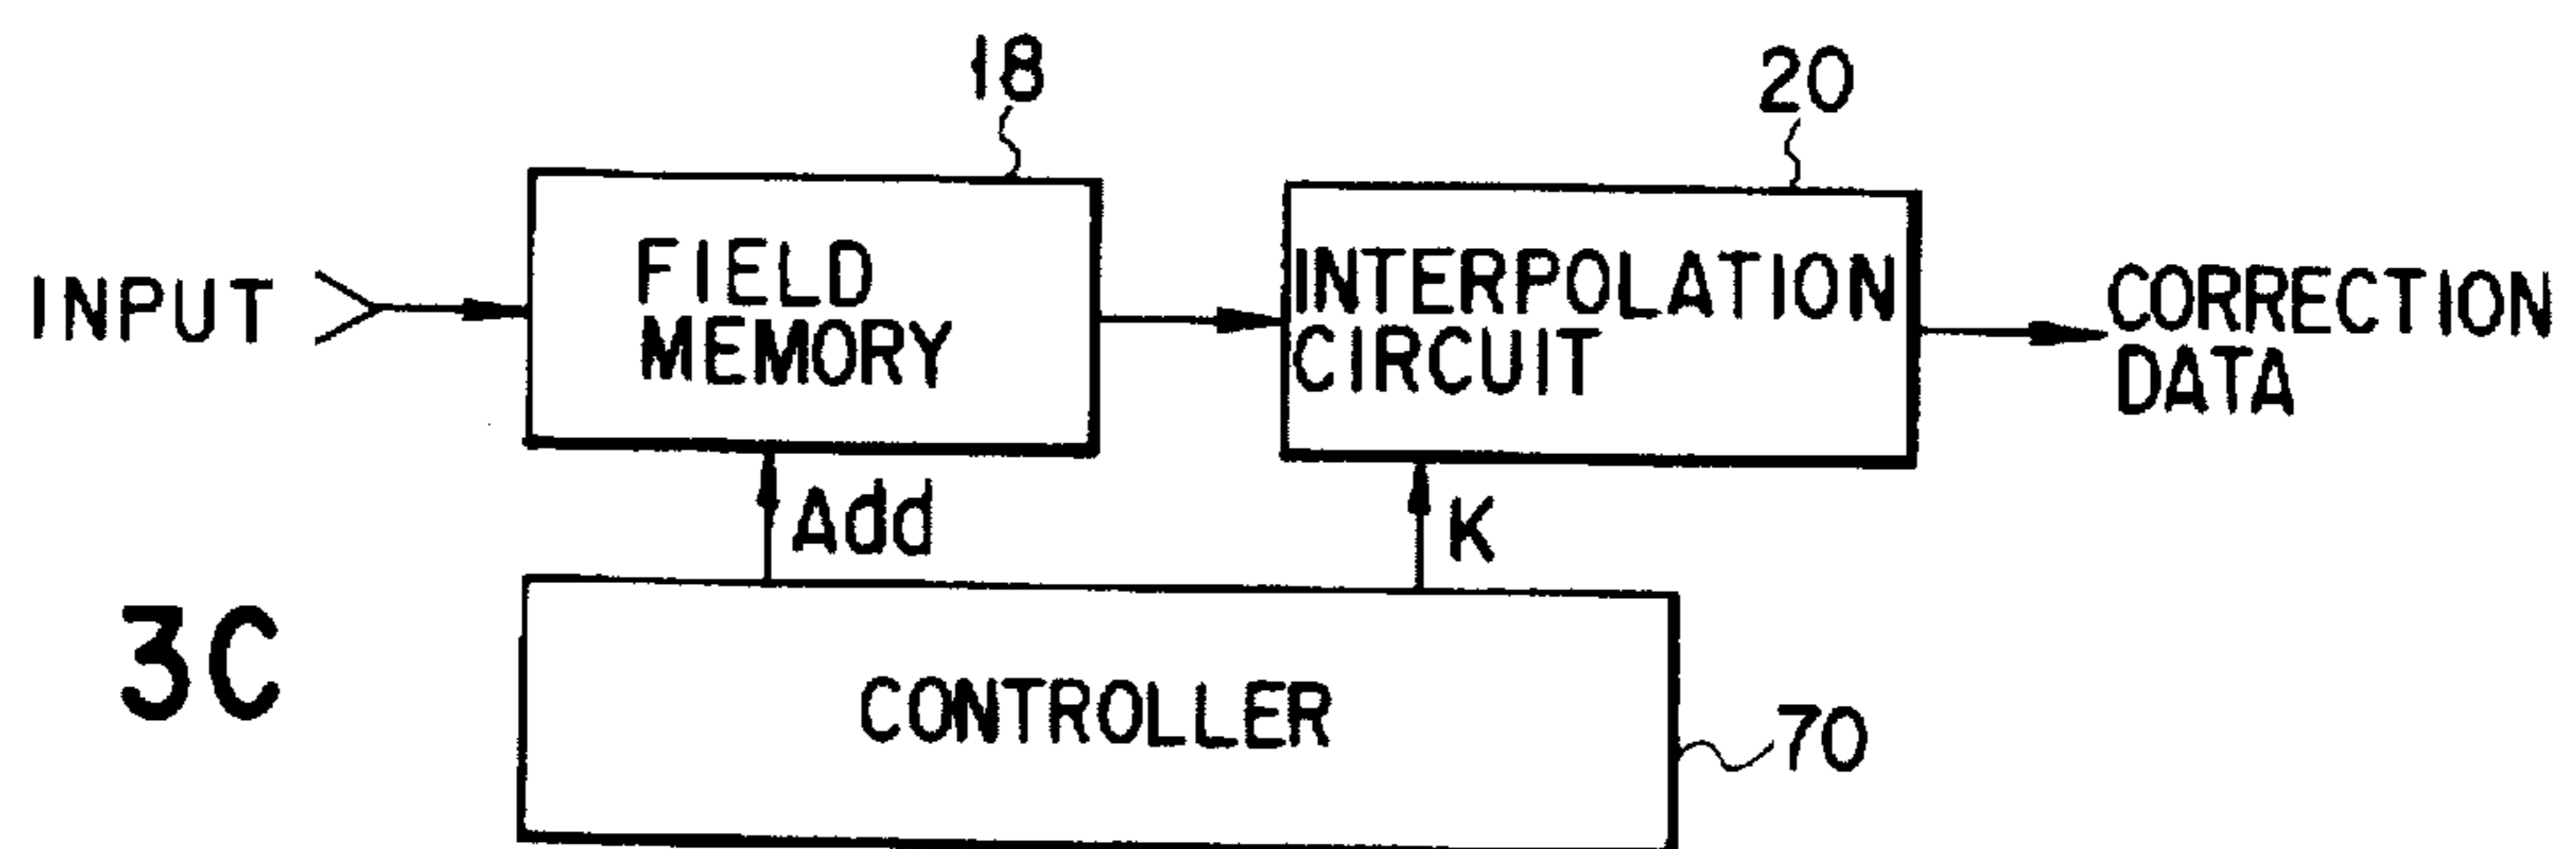 18
20
INPUT
FIELD
MEMORY
INTERPOLATION
CIRCUIT
CORRECTION
DATA
Add
K
3C
CONTROLLER
70